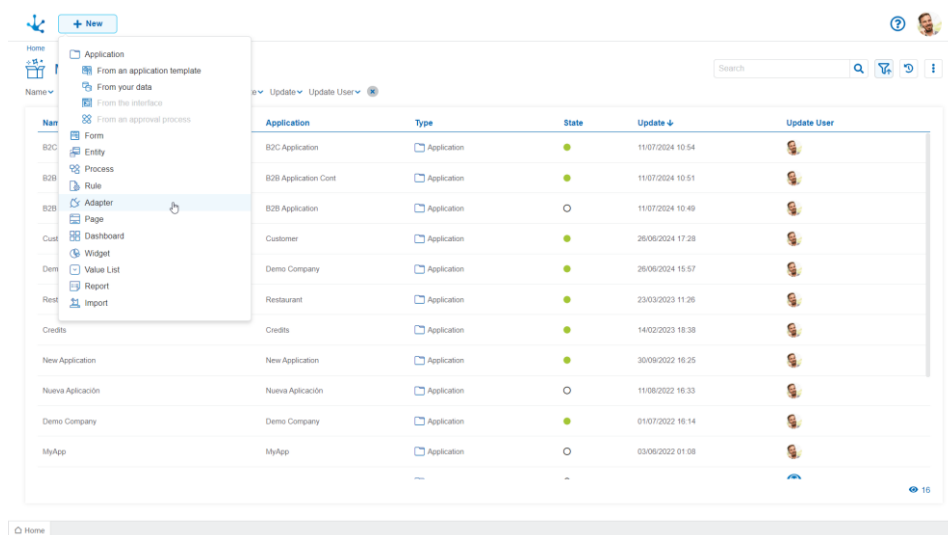 + New
Home
Application
From an application template
From your data
From the interface
From an approval process
Form
Entity
Process
Rule
Adapter
Page
Dashboard
Widget
Value List
Report
Import
Search
Name Update Update User
Application Type State Update Update User
B2C Application Application 11/07/2024 10:54
B2B Application Cont Application 11/07/2024 10:51
B2B Application Application 11/07/2024 10:49
Customer Application 26/06/2024 17:28
Demo Company Application 26/06/2024 15:57
Restaurant Application 23/03/2023 11:26
Credits Credits Application 14/02/2023 18:38
New Application New Application Application 30/09/2022 16:25
Nueva Aplicación Nueva Aplicación Application 11/08/2022 16:33
Demo Company Demo Company Application 01/07/2022 16:14
MyApp MyApp Application 03/06/2022 01:08
16
Home